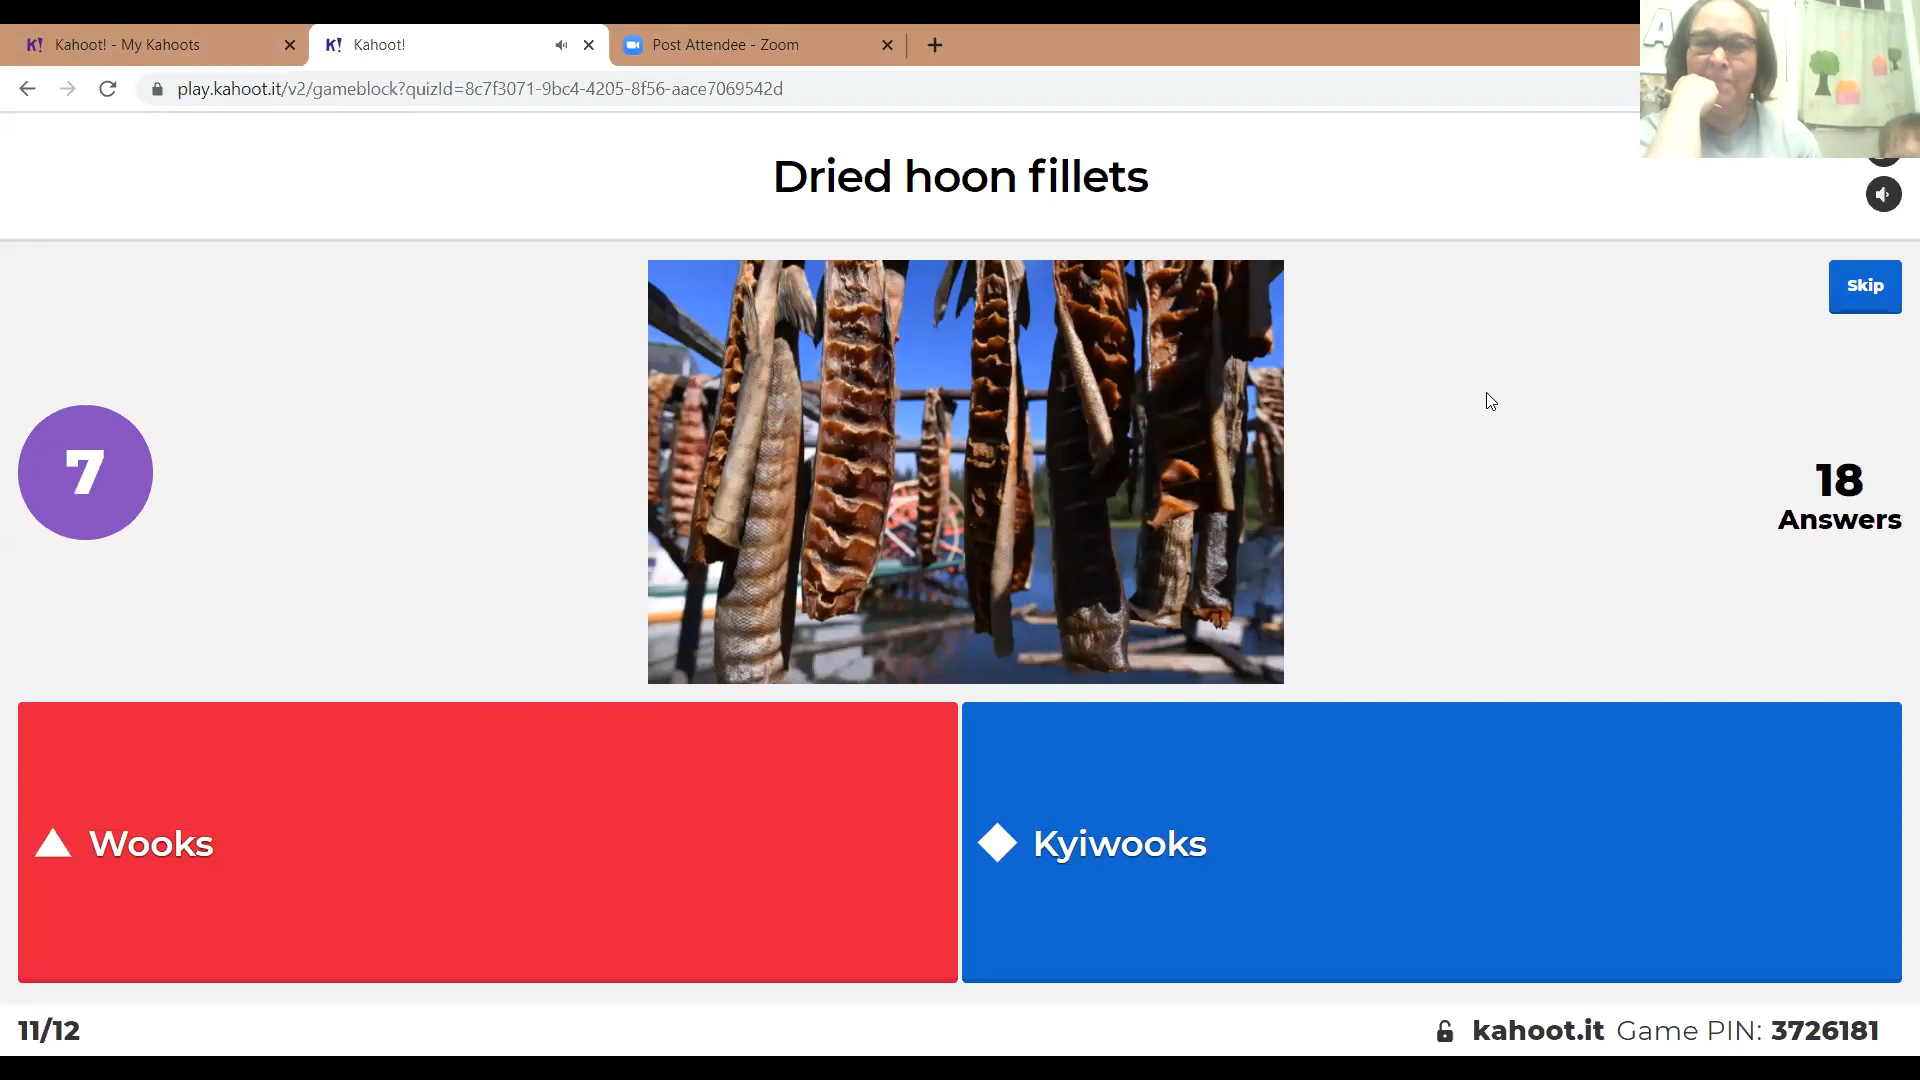 K! Kahoot! - My Kahoots
K! Kahoot!
Post Attendee - Zoom
play.kahoot.it/v2/gameblock?quizId=8c7f3071-9bc4-4205-8f56-aace7069542d
A
Dried hoon fillets
Skip
7
18
Answers
Wooks
Kyiwooks
11/12
kahoot.it Game PIN: 3726181